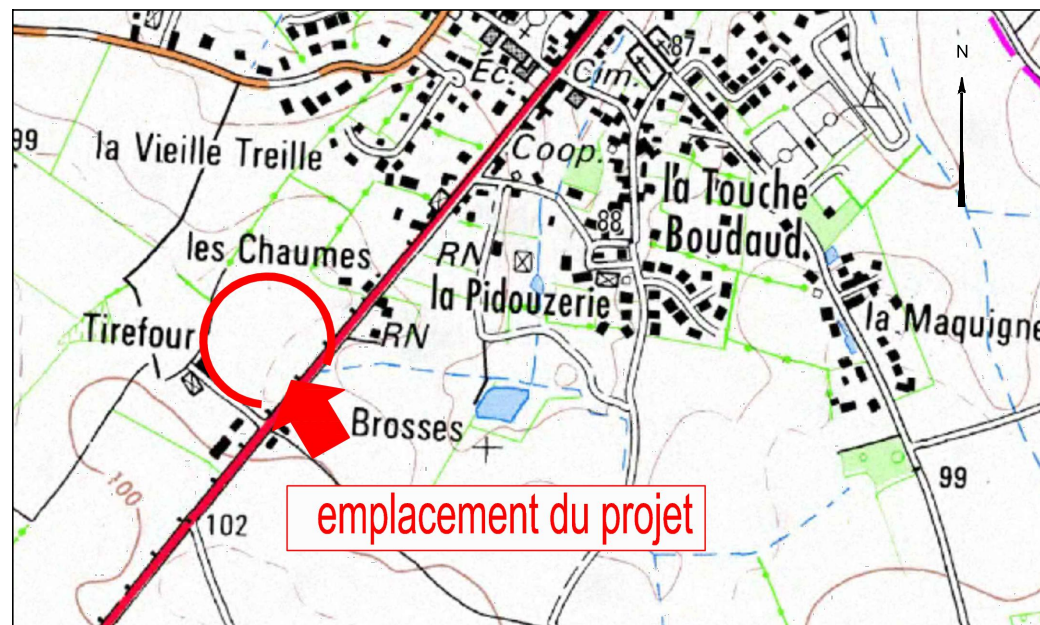 87
Ec.
Cim.
N
99
la Vieille Treille
Coop.
la Touche
Boudaud
88
les Chaumes
RN
la Pidouzerie
Tirefour
RN
la Maquigne
Brosses
100
99
102
emplacement du projet